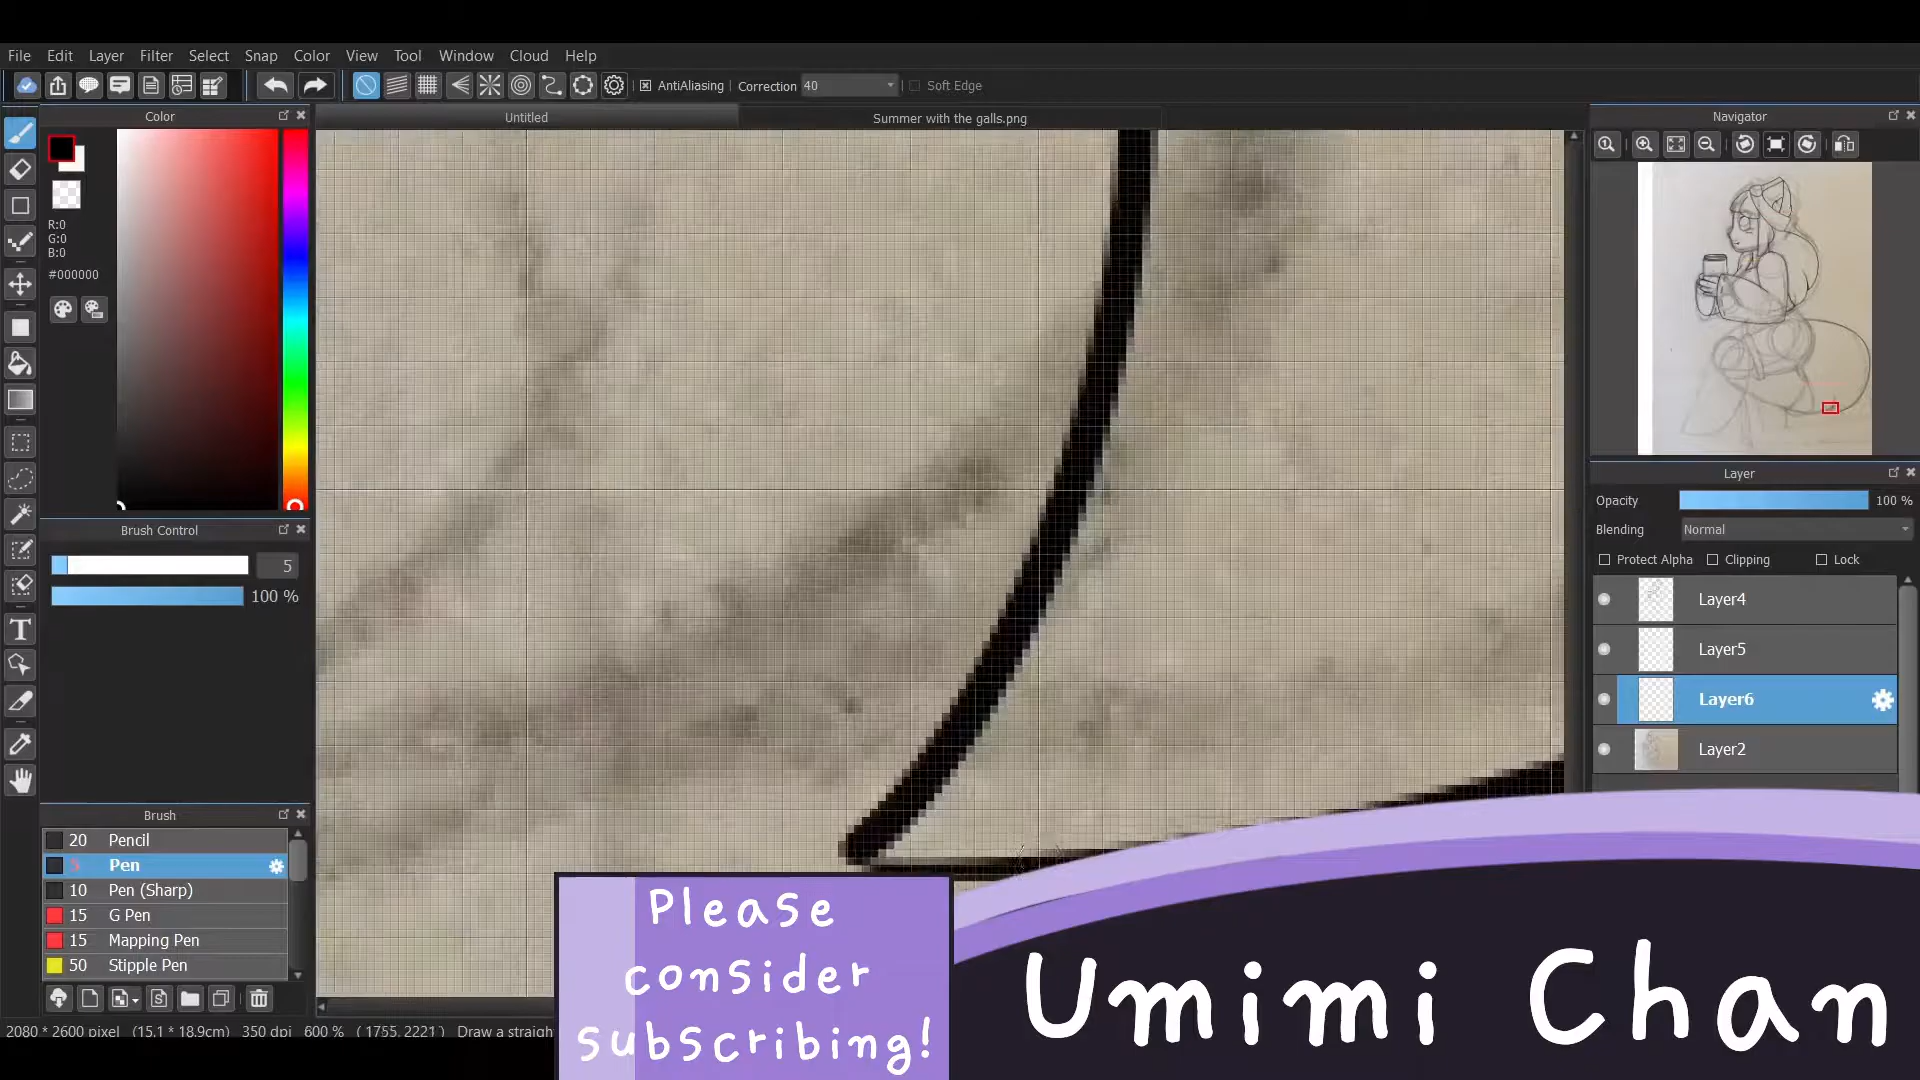 File Edit Layer Filter Select Snap Color View Tool Window Cloud Help
AntiAliasing Correction 40 Soft Edge
Color
Untitled
Summer with the galls.png
Navigator
R:0
G:0
B:0
#000000
Layer
Opacity 100 %
Blending Normal
Protect Alpha Clipping Lock
Layer4
Layer5
Layer6
Layer2
Brush Control
5
100 %
Brush
20 Pencil
5 Pen
10 Pen (Sharp)
15 G Pen
15 Mapping Pen
50 Stipple Pen
2080 * 2600 pixel (15.1 * 18.9cm) 350 dpi 600 % ( 1755, 2221) Draw a straigh
Please
consider
subscribing!
Umimi Chan